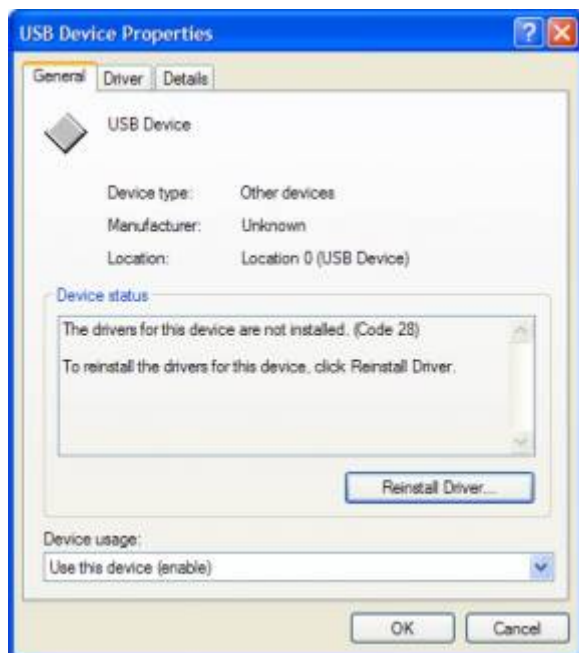 USB Device Properties
General Driver Details
USB Device
Device type: Other devices
Manufacturer: Unknown
Location: Location 0 (USB Device)
Device status
The drivers for this device are not installed. (Code 28)
To reinstall the drivers for this device, click Reinstall Driver.
Reinstall Driver...
Device usage:
Use this device (enable)
OK Cancel